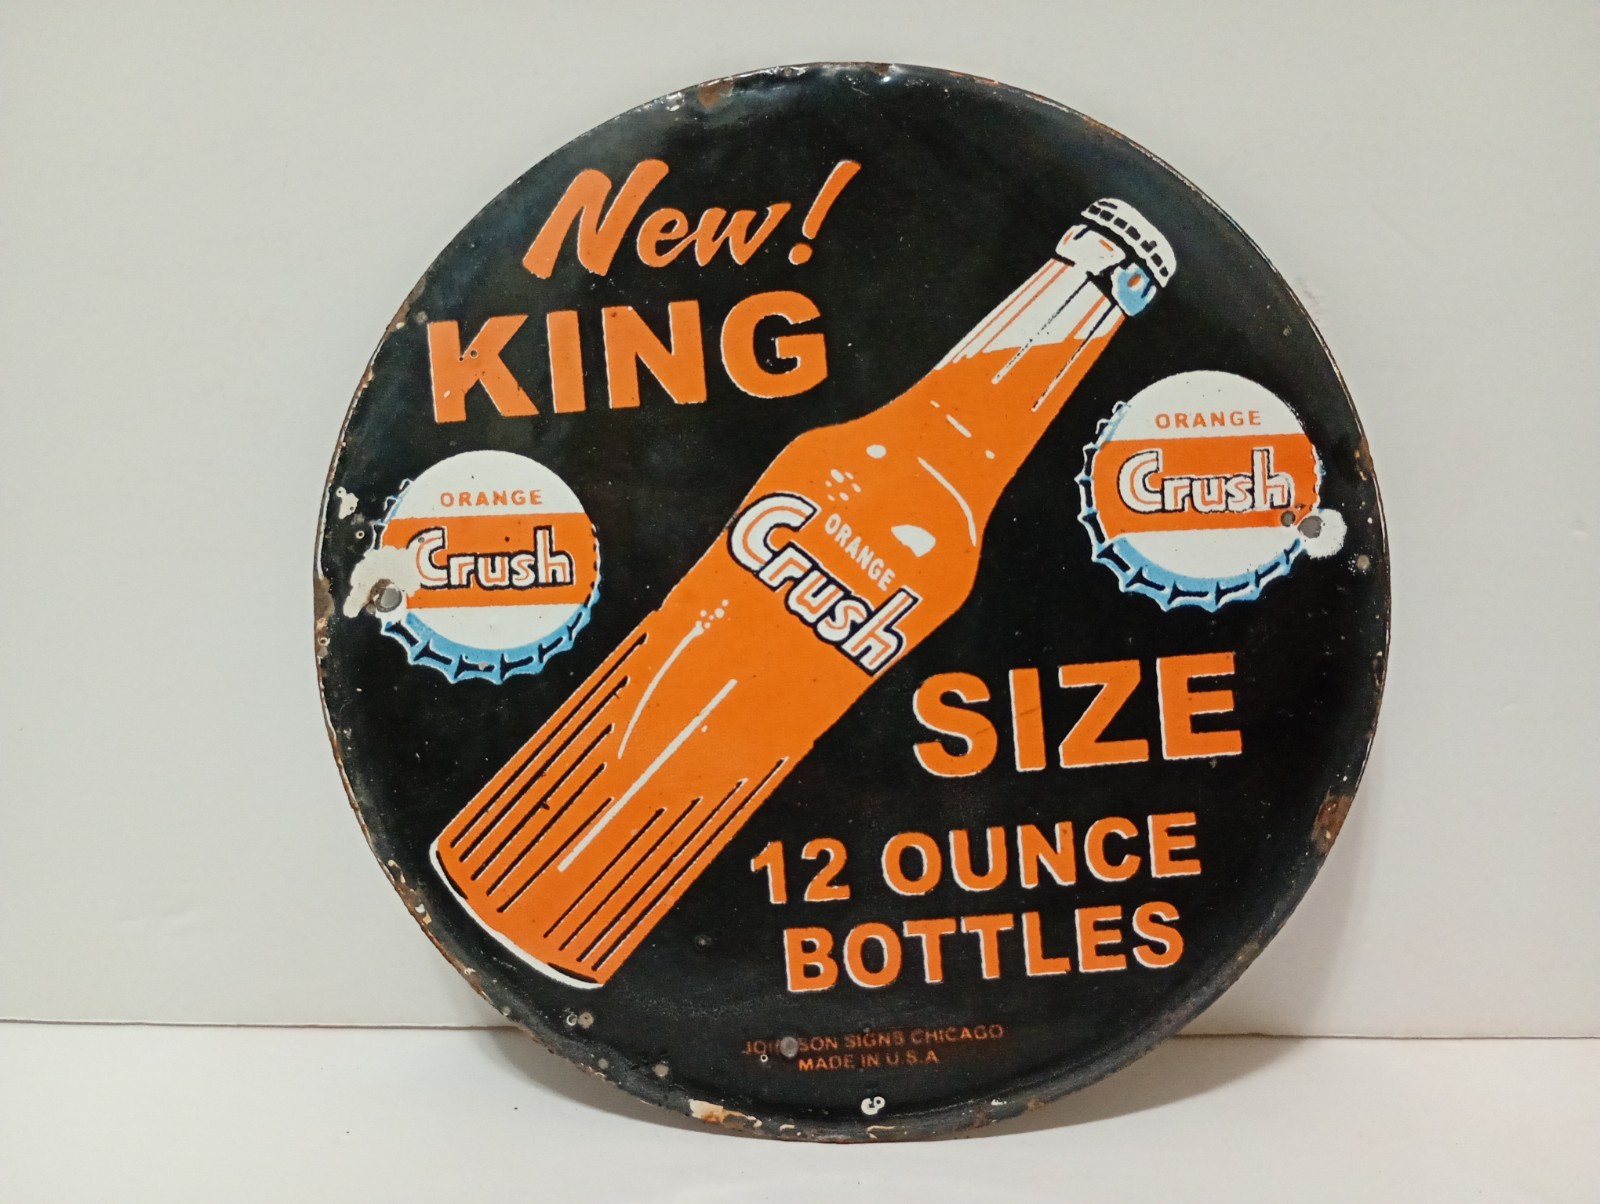 New!
KING
ORANGE
Crush
ORANGE
Crush
ORANGE
Crush
SIZE
12 OUNCE
BOTTLES
SIGNS CHICAGO
MADE IN U.S.A